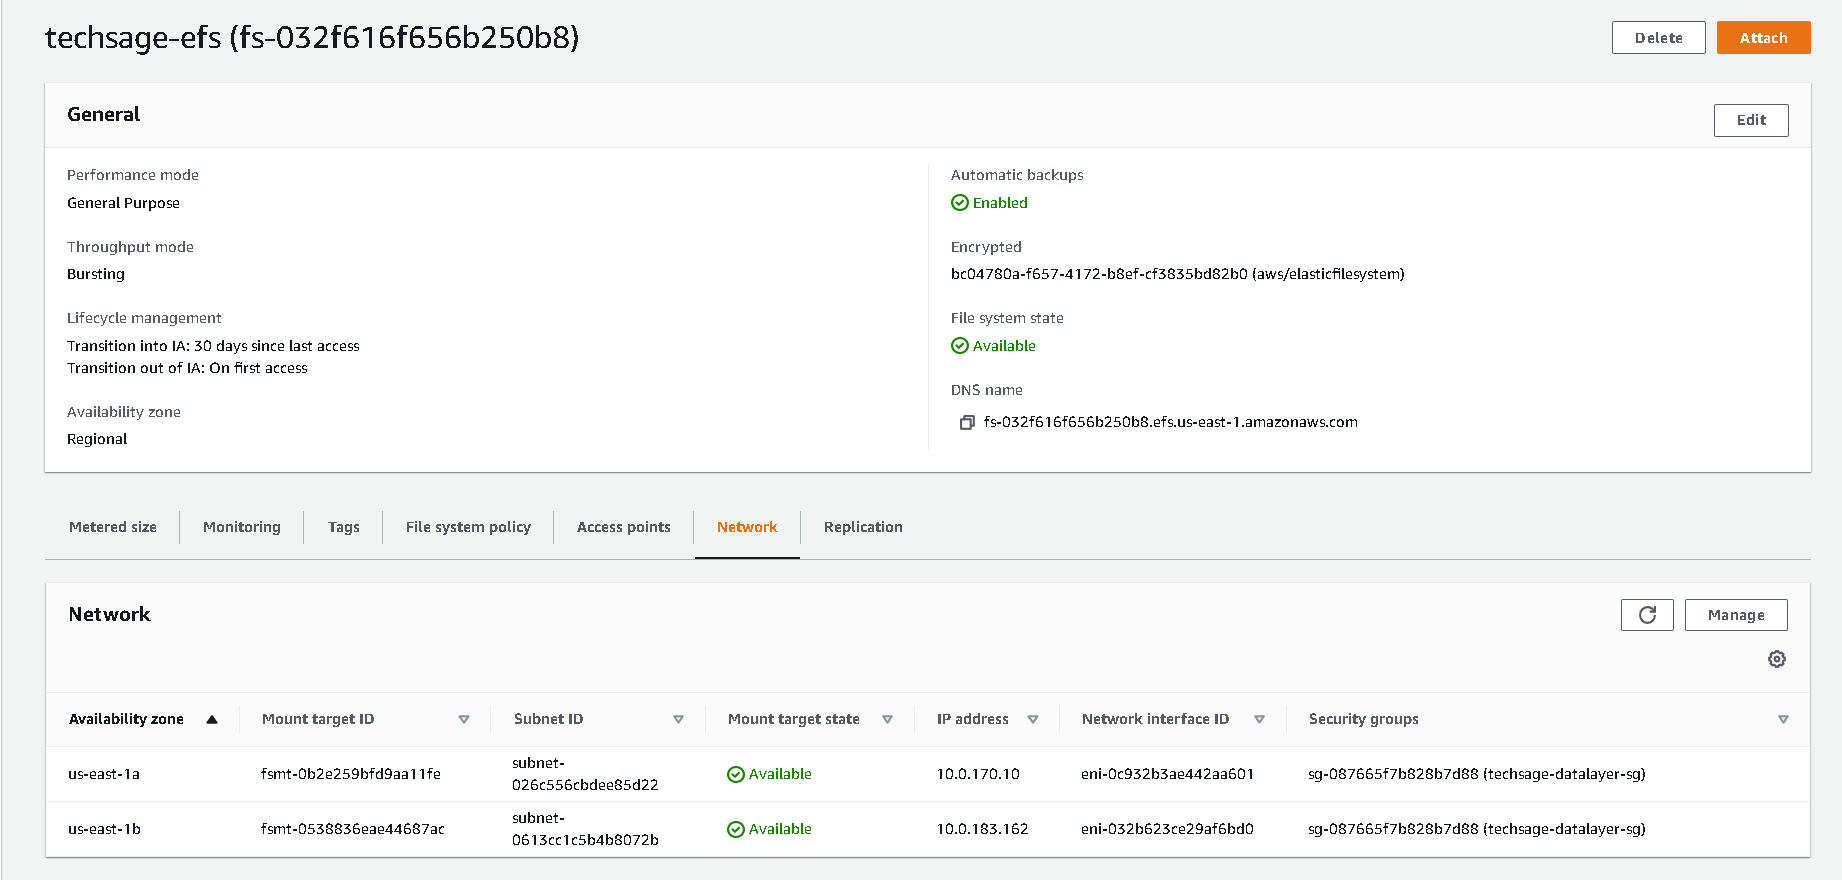 techsage-efs (fs-032f616f656b250b8)
Delete
Attach
General
Edit
Performance mode
General Purpose
Throughput mode
Bursting
Lifecycle management
Transition into IA: 30 days since last access
Transition out of IA: On first access
Availability zone
Regional
Automatic backups
Enabled
Encrypted
bc04780a-f657-4172-b8ef-cf3835bd82b0 (aws/elasticfilesystem)
File system state
Available
DNS name
fs-032f616f656b250b8.efs.us-east-1.amazonaws.com
Metered size
Monitoring
Tags
File system policy
Access points
Network
Replication
Network
Manage
Availability zone
Mount target ID
Subnet ID
Mount target state
IP address
Network interface ID
Security groups
us-east-1a
fsmt-0b2e259bfd9aa11fe
subnet-
026c556cbdee85d22
Available
10.0.170.10
eni-0c932b3ae442aa601
sg-087665f7b828b7d88 (techsage-datalayer-sg)
us-east-1b
fsmt-0538836eae44687ac
subnet-
0613cc1c5b4b8072b
Available
10.0.183.162
eni-032b623ce29af6bd0
sg-087665f7b828b7d88 (techsage-datalayer-sg)